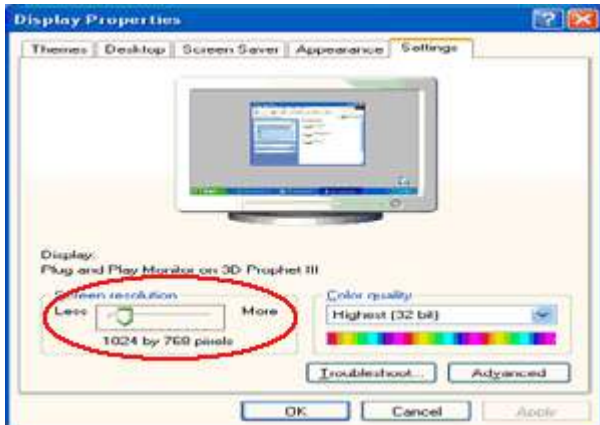 Display Properties
Themes Desktop Screen Saver Appearance Settings
Display:
Plug and Play Monitor on 3D Prophet III
Screen resolution
Less More
1024 by 768 pixels
Color quality
Highest (32 bit)
Troubleshoot... Advanced
OK Cancel Apply